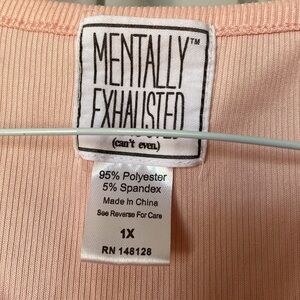 MENTALLY™
EXHAUSTED
(can't even.)
95% Polyester
5% Spandex
Made In China
See Reverse For Care
1X
RN 148128